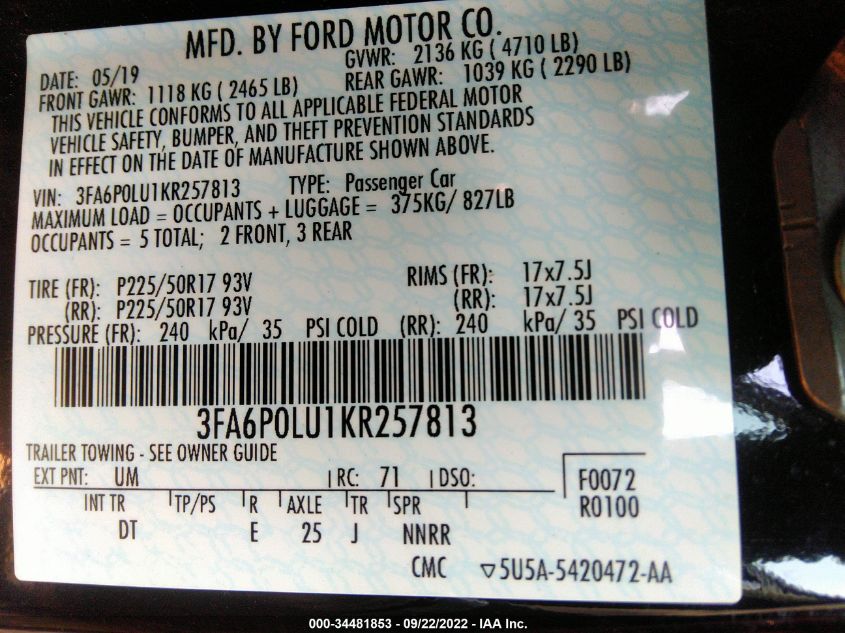 MFD. BY FORD MOTOR CO.
DATE: 05/19 GVWR: 2136 KG ( 4710 LB)
FRONT GAWR: 1118 KG ( 2465 LB) REAR GAWR: 1039 KG ( 2290 LB)
THIS VEHICLE CONFORMS TO ALL APPLICABLE FEDERAL MOTOR
VEHICLE SAFETY, BUMPER, AND THEFT PREVENTION STANDARDS
IN EFFECT ON THE DATE OF MANUFACTURE SHOWN ABOVE.
VIN: 3FA6P0LU1KR257813 TYPE: Passenger Car
MAXIMUM LOAD = OCCUPANTS + LUGGAGE = 375KG/ 827LB
OCCUPANTS = 5 TOTAL; 2 FRONT, 3 REAR
TIRE (FR): P225/50R17 93V RIMS (FR): 17x7.5J
(RR): P225/50R17 93V (RR): 17x7.5J
PRESSURE (FR): 240 kPa/ 35 PSI COLD (RR): 240 kPa/ 35 PSI COLD
3FA6P0LU1KR257813
TRAILER TOWING - SEE OWNER GUIDE
EXT PNT: UM RC: 71 DSO: F0072
INT TR TP/PS R AXLE TR SPR R0100
DT E 25 J NNRR
CMC ▽5U5A-5420472-AA
000-34481853 - 09/22/2022 - IAA Inc.